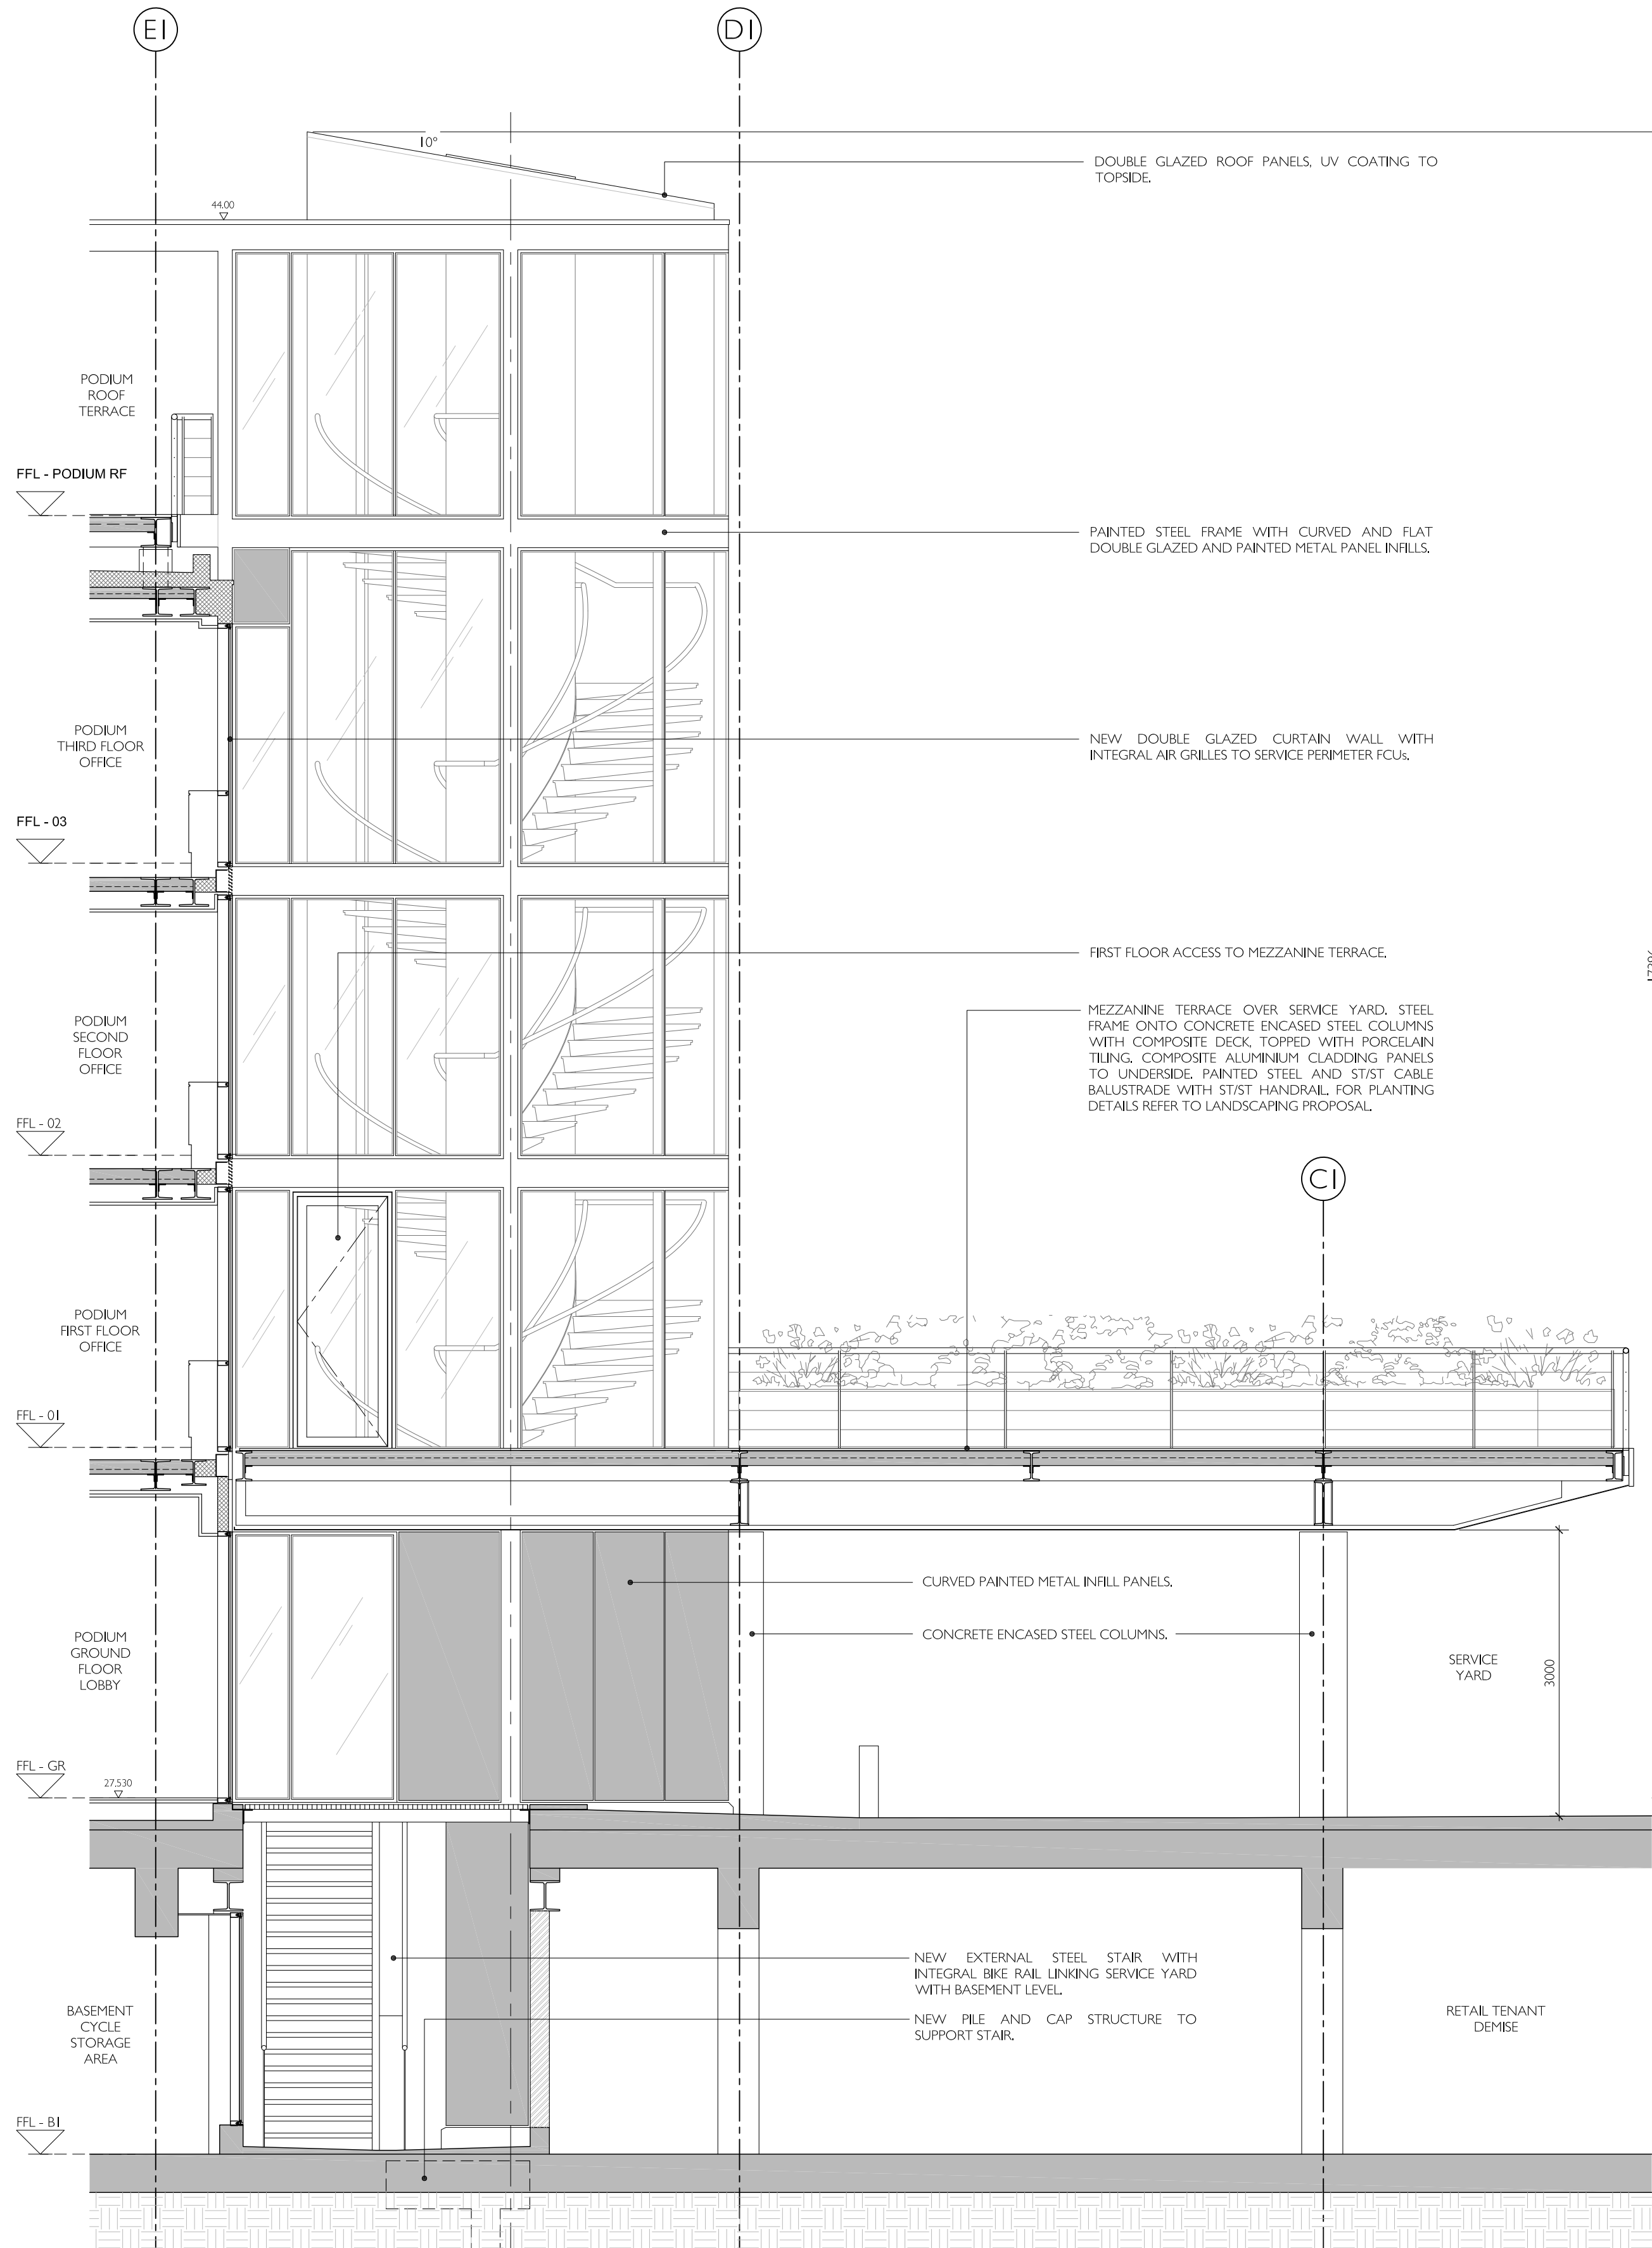 E1
D1
10°
DOUBLE GLAZED ROOF PANELS, UV COATING TO
TOPSIDE.
44.00
PODIUM
ROOF
TERRACE
FFL - PODIUM RF
PAINTED STEEL FRAME WITH CURVED AND FLAT
DOUBLE GLAZED AND PAINTED METAL PANEL INFILLS.
PODIUM
THIRD FLOOR
OFFICE
NEW DOUBLE GLAZED CURTAIN WALL WITH
INTEGRAL AIR GRILLES TO SERVICE PERIMETER FCUs.
FFL - 03
FIRST FLOOR ACCESS TO MEZZANINE TERRACE.
PODIUM
SECOND
FLOOR
OFFICE
MEZZANINE TERRACE OVER SERVICE YARD. STEEL
FRAME ONTO CONCRETE ENCASED STEEL COLUMNS
WITH COMPOSITE DECK, TOPPED WITH PORCELAIN
TILING. COMPOSITE ALUMINIUM CLADDING PANELS
TO UNDERSIDE. PAINTED STEEL AND ST/ST CABLE
BALUSTRADE WITH ST/ST HANDRAIL. FOR PLANTING
DETAILS REFER TO LANDSCAPING PROPOSAL.
FFL - 02
C1
PODIUM
FIRST FLOOR
OFFICE
FFL - 01
CURVED PAINTED METAL INFILL PANELS.
CONCRETE ENCASED STEEL COLUMNS.
PODIUM
GROUND
FLOOR
LOBBY
SERVICE
YARD
3000
FFL - GR
27.530
NEW EXTERNAL STEEL STAIR WITH
INTEGRAL BIKE RAIL LINKING SERVICE YARD
WITH BASEMENT LEVEL.
BASEMENT
CYCLE
STORAGE
AREA
NEW PILE AND CAP STRUCTURE TO
SUPPORT STAIR.
RETAIL TENANT
DEMISE
FFL - B1